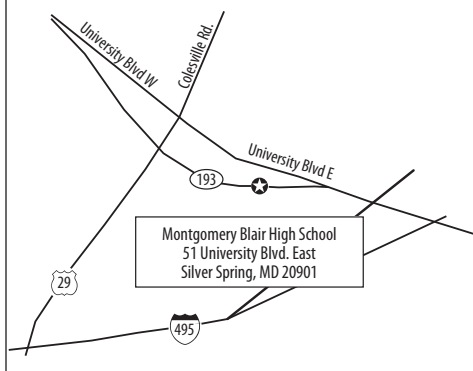 University Blvd W
Colesville Rd.
University Blvd E
193
Montgomery Blair High School
51 University Blvd. East
Silver Spring, MD 20901
29
495